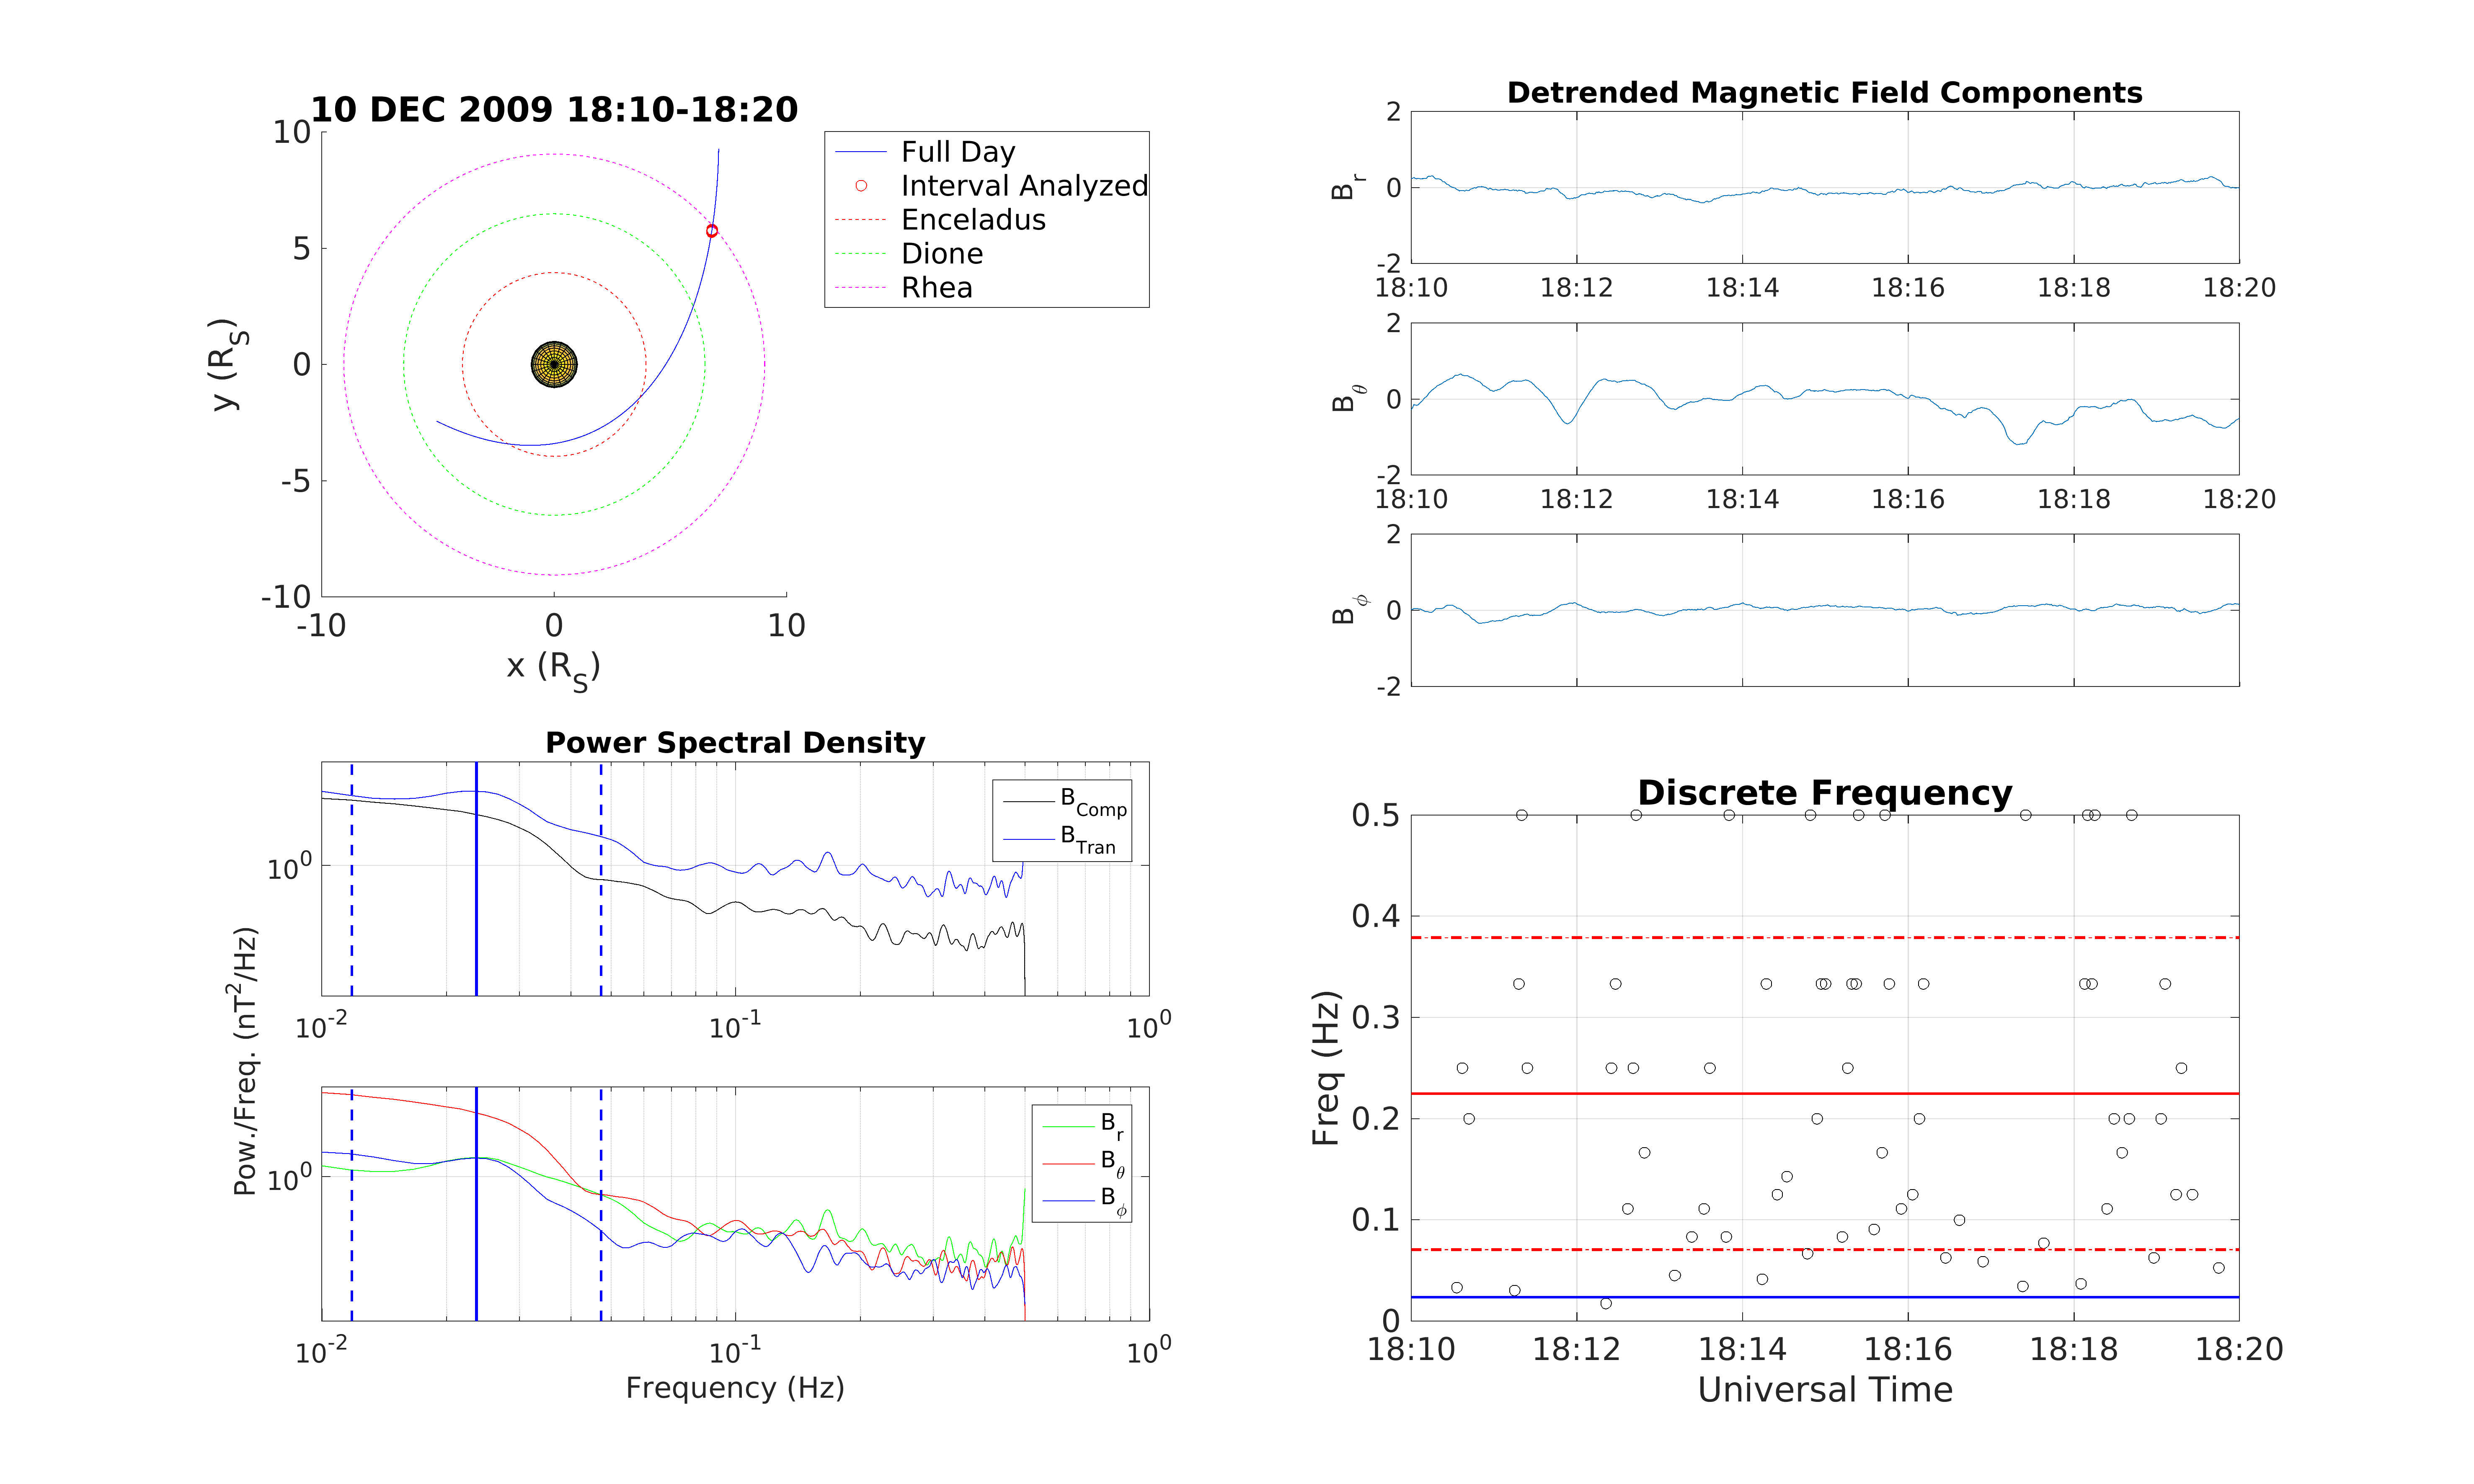 10 DEC 2009 18:10-18:20
10
5
0
-5
-10
-10 0 10
y (R_S)
x (R_S)
Full Day
Interval Analyzed
Enceladus
Dione
Rhea
Detrended Magnetic Field Components
B_r
2
0
-2
18:10 18:12 18:14 18:16 18:18 18:20
B_θ
2
0
-2
18:10 18:12 18:14 18:16 18:18 18:20
B_ϕ
2
0
-2
Power Spectral Density
B_Comp
B_Tran
10^0
10^-2 10^-1 10^0
Pow./Freq. (nT^2/Hz)
B_r
B_θ
B_ϕ
10^0
10^-2 10^-1 10^0
Frequency (Hz)
Discrete Frequency
Freq (Hz)
0.5
0.4
0.3
0.2
0.1
0
18:10 18:12 18:14 18:16 18:18 18:20
Universal Time